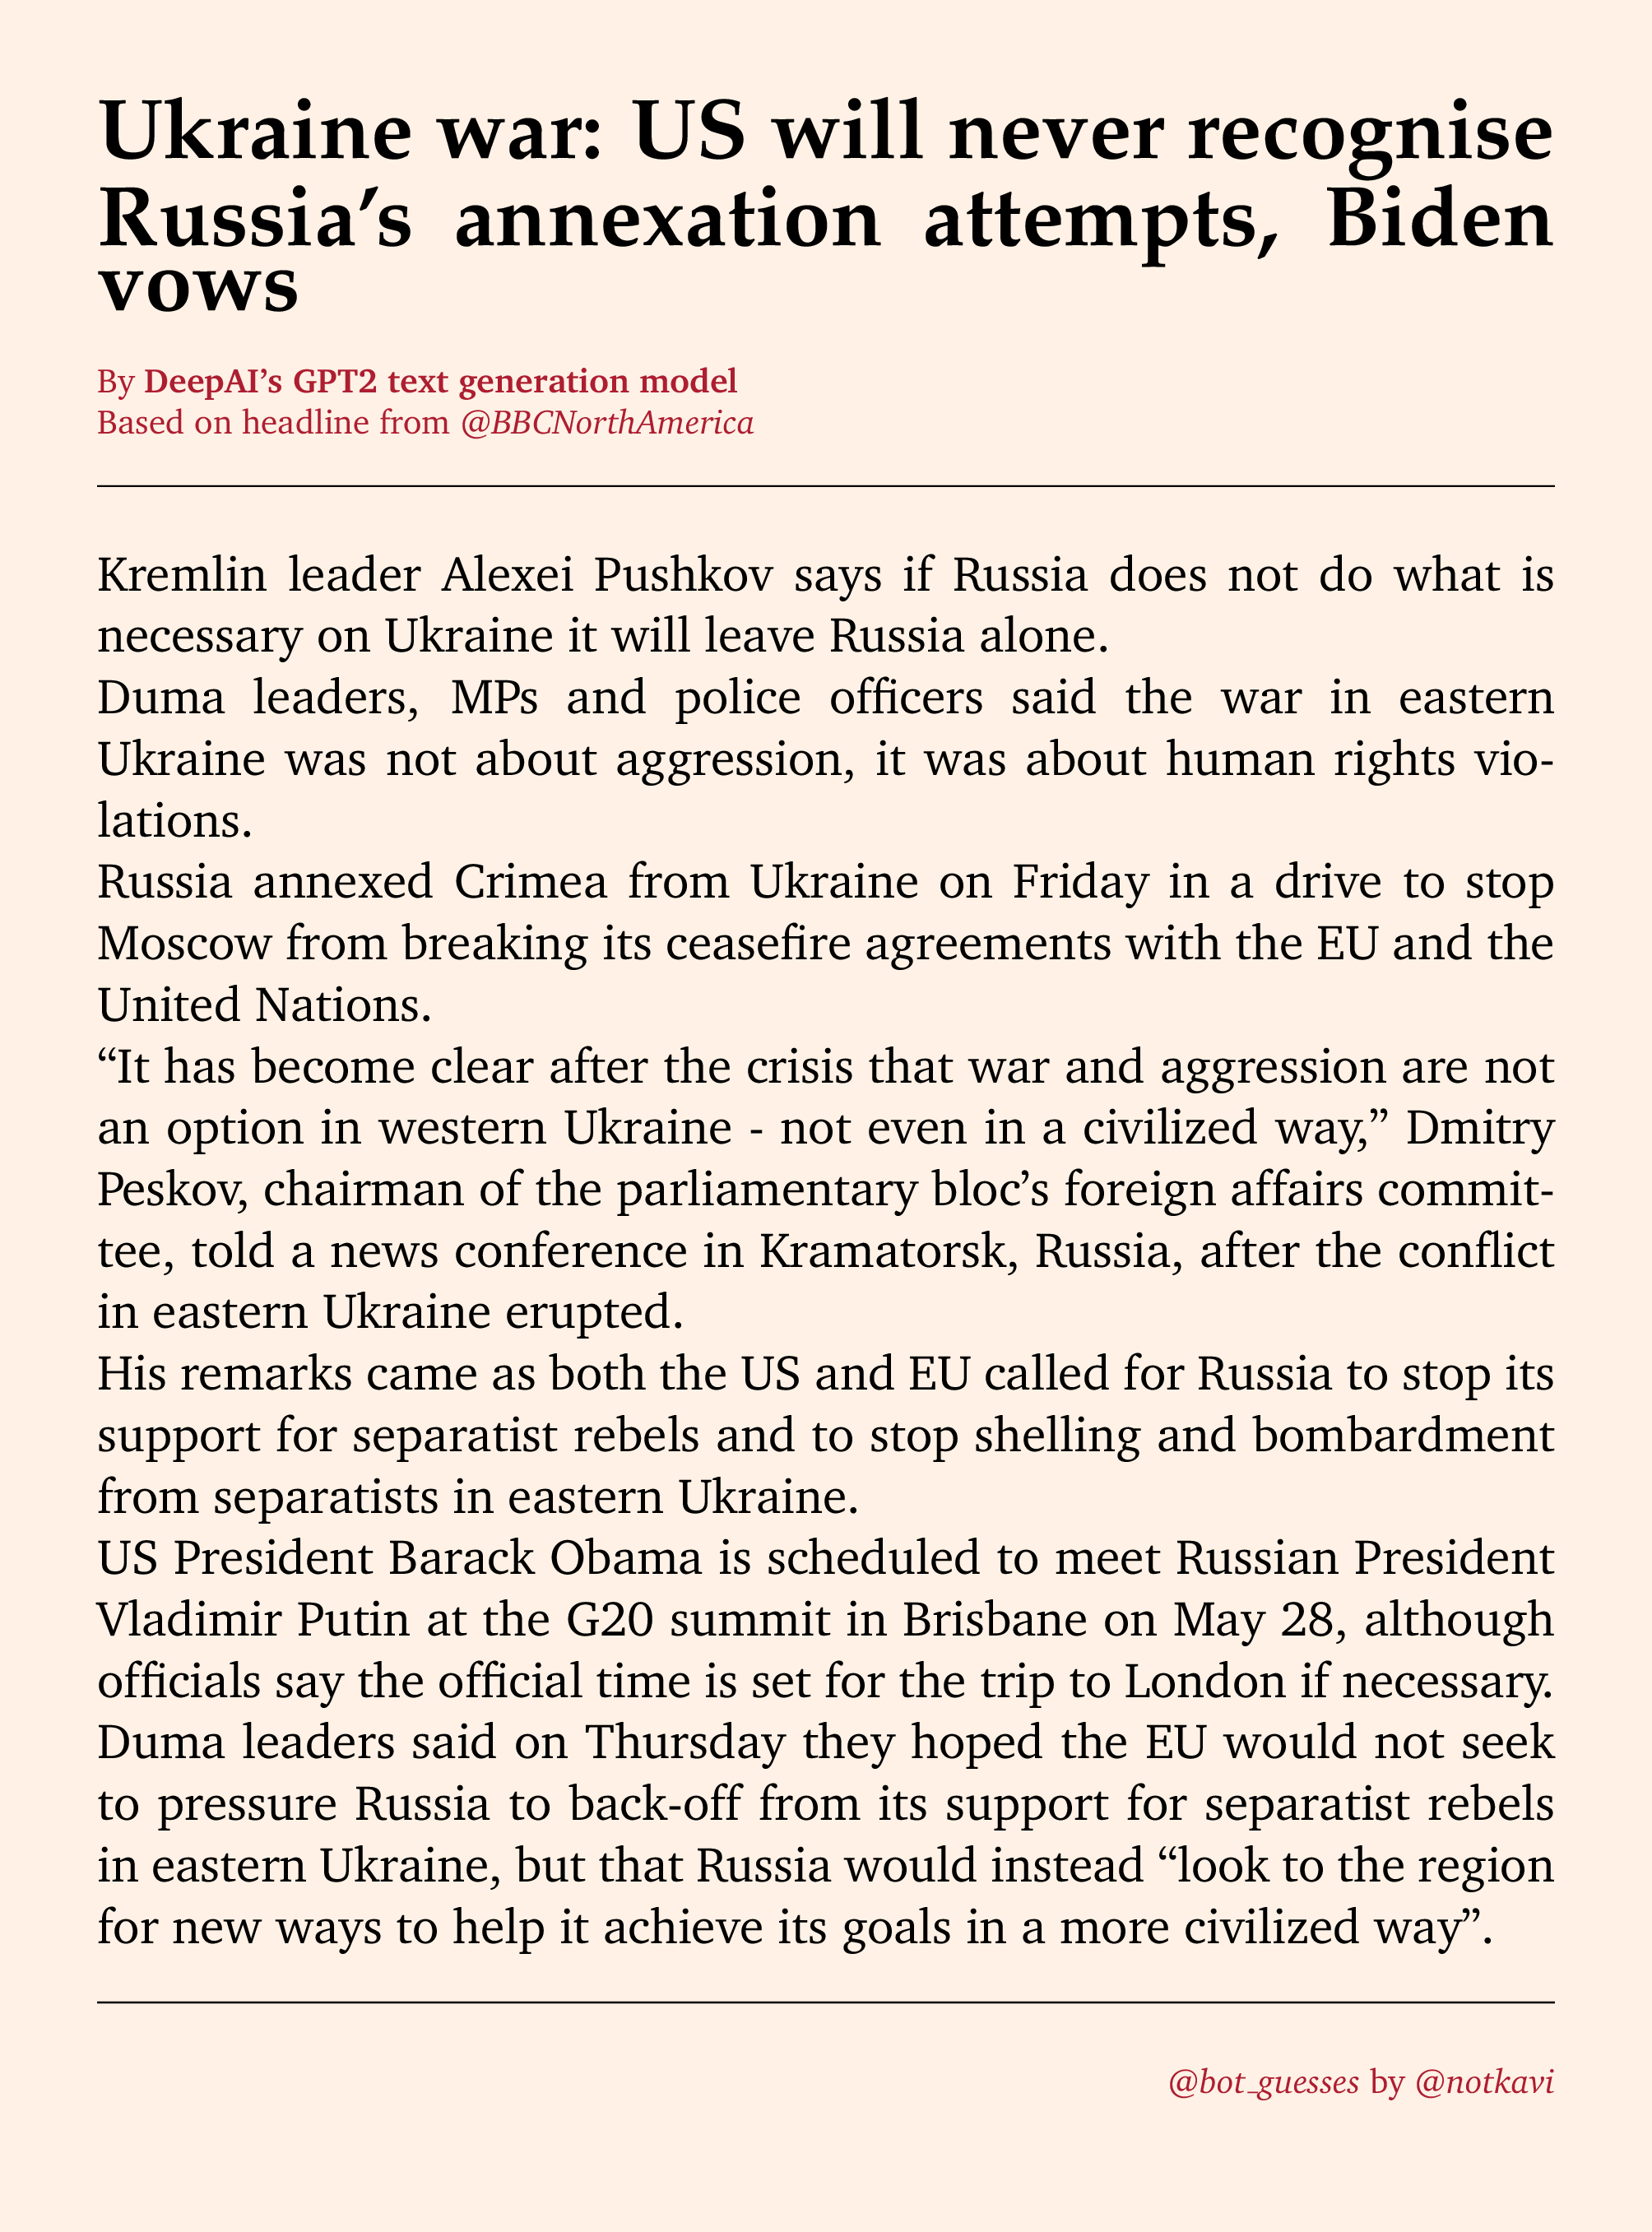 Ukraine war: US will never recognise
Russia’s annexation attempts, Biden
vows
By DeepAI’s GPT2 text generation model
Based on headline from @BBCNorthAmerica
Kremlin leader Alexei Pushkov says if Russia does not do what is
necessary on Ukraine it will leave Russia alone.
Duma leaders, MPs and police officers said the war in eastern
Ukraine was not about aggression, it was about human rights vio-
lations.
Russia annexed Crimea from Ukraine on Friday in a drive to stop
Moscow from breaking its ceasefire agreements with the EU and the
United Nations.
“It has become clear after the crisis that war and aggression are not
an option in western Ukraine - not even in a civilized way,” Dmitry
Peskov, chairman of the parliamentary bloc’s foreign affairs commit-
tee, told a news conference in Kramatorsk, Russia, after the conflict
in eastern Ukraine erupted.
His remarks came as both the US and EU called for Russia to stop its
support for separatist rebels and to stop shelling and bombardment
from separatists in eastern Ukraine.
US President Barack Obama is scheduled to meet Russian President
Vladimir Putin at the G20 summit in Brisbane on May 28, although
officials say the official time is set for the trip to London if necessary.
Duma leaders said on Thursday they hoped the EU would not seek
to pressure Russia to back-off from its support for separatist rebels
in eastern Ukraine, but that Russia would instead “look to the region
for new ways to help it achieve its goals in a more civilized way”.
@bot_guesses by @notkavi